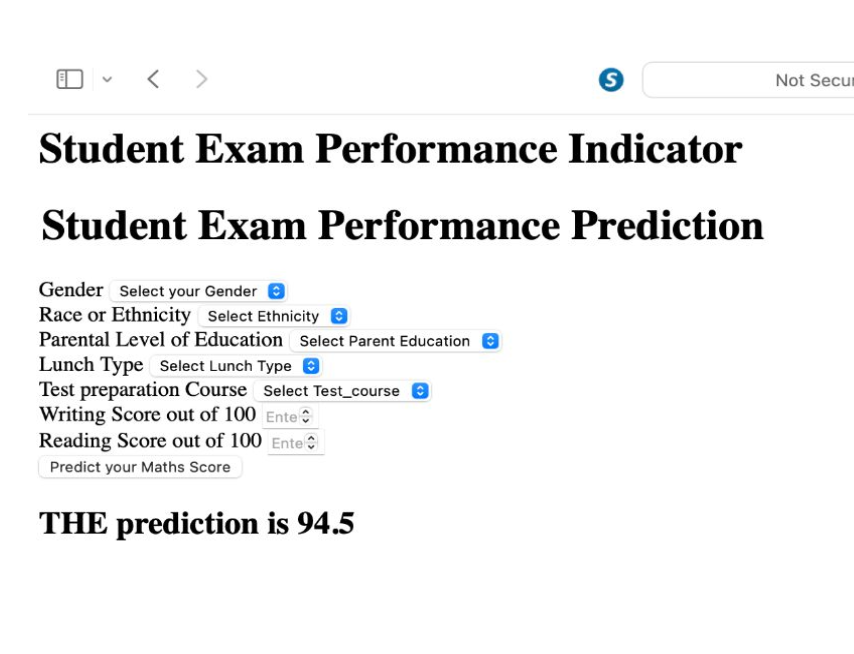 S
Not Secur
Student Exam Performance Indicator
Student Exam Performance Prediction
Gender Select your Gender
Race or Ethnicity Select Ethnicity
Parental Level of Education Select Parent Education
Lunch Type Select Lunch Type
Test preparation Course Select Test_course
Writing Score out of 100 Ente
Reading Score out of 100 Ente
Predict your Maths Score
THE prediction is 94.5